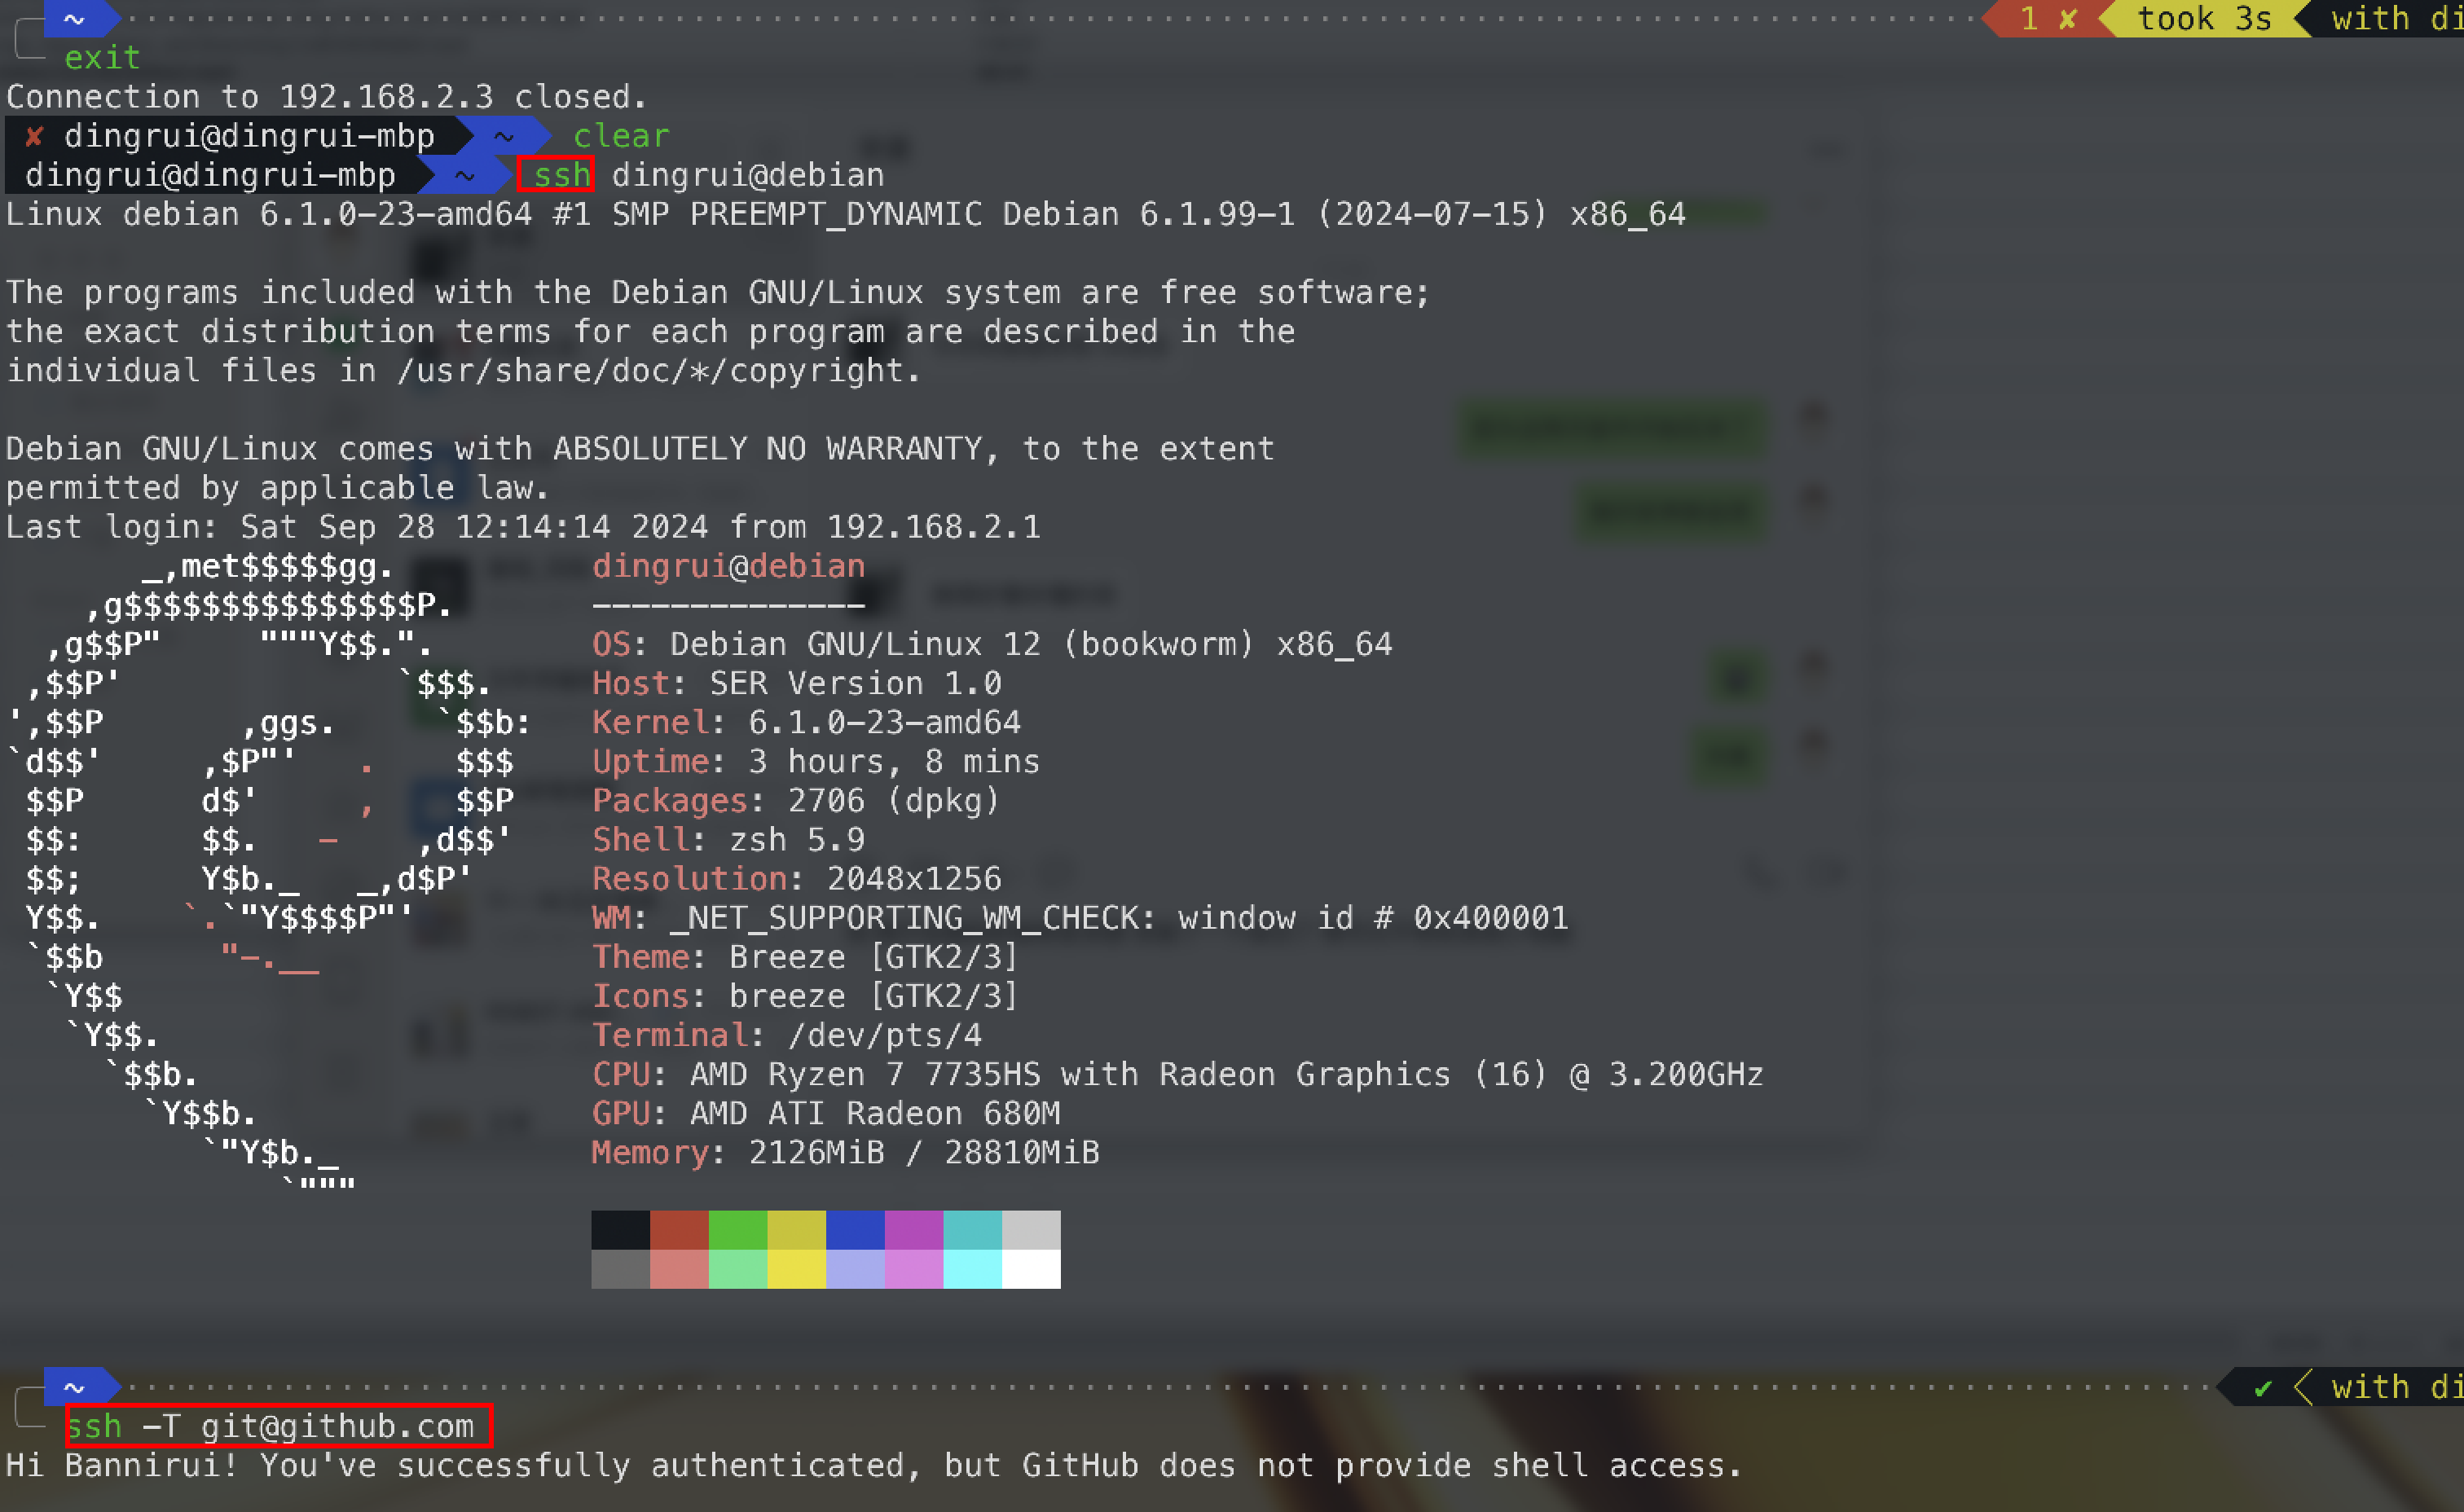 ~ 1 ✘ took 3s with di
exit
Connection to 192.168.2.3 closed.
✘ dingrui@dingrui-mbp ~ clear
dingrui@dingrui-mbp ~ ssh dingrui@debian
Linux debian 6.1.0-23-amd64 #1 SMP PREEMPT_DYNAMIC Debian 6.1.99-1 (2024-07-15) x86_64
The programs included with the Debian GNU/Linux system are free software;
the exact distribution terms for each program are described in the
individual files in /usr/share/doc/*/copyright.
Debian GNU/Linux comes with ABSOLUTELY NO WARRANTY, to the extent
permitted by applicable law.
Last login: Sat Sep 28 12:14:14 2024 from 192.168.2.1
       _,met$$$$$gg.          dingrui@debian
    ,g$$$$$$$$$$$$$$$P.       --------------
  ,g$$P"     """Y$$.".        OS: Debian GNU/Linux 12 (bookworm) x86_64
 ,$$P'              `$$$.     Host: SER Version 1.0
',$$P       ,ggs.     `$$b:   Kernel: 6.1.0-23-amd64
`d$$'     ,$P"'   .    $$$    Uptime: 3 hours, 8 mins
 $$P      d$'     ,    $$P    Packages: 2706 (dpkg)
 $$:      $$.   -    ,d$$'    Shell: zsh 5.9
 $$;      Y$b._   _,d$P'      Resolution: 2048x1256
 Y$$.    `.`"Y$$$$P"'         WM: _NET_SUPPORTING_WM_CHECK: window id # 0x400001
 `$$b      "-.__              Theme: Breeze [GTK2/3]
  `Y$$                        Icons: breeze [GTK2/3]
   `Y$$.                      Terminal: /dev/pts/4
     `$$b.                    CPU: AMD Ryzen 7 7735HS with Radeon Graphics (16) @ 3.200GHz
       `Y$$b.                 GPU: AMD ATI Radeon 680M
          `"Y$b._             Memory: 2126MiB / 28810MiB
              `"""
~ ✔ with di
ssh -T git@github.com
Hi Bannirui! You've successfully authenticated, but GitHub does not provide shell access.